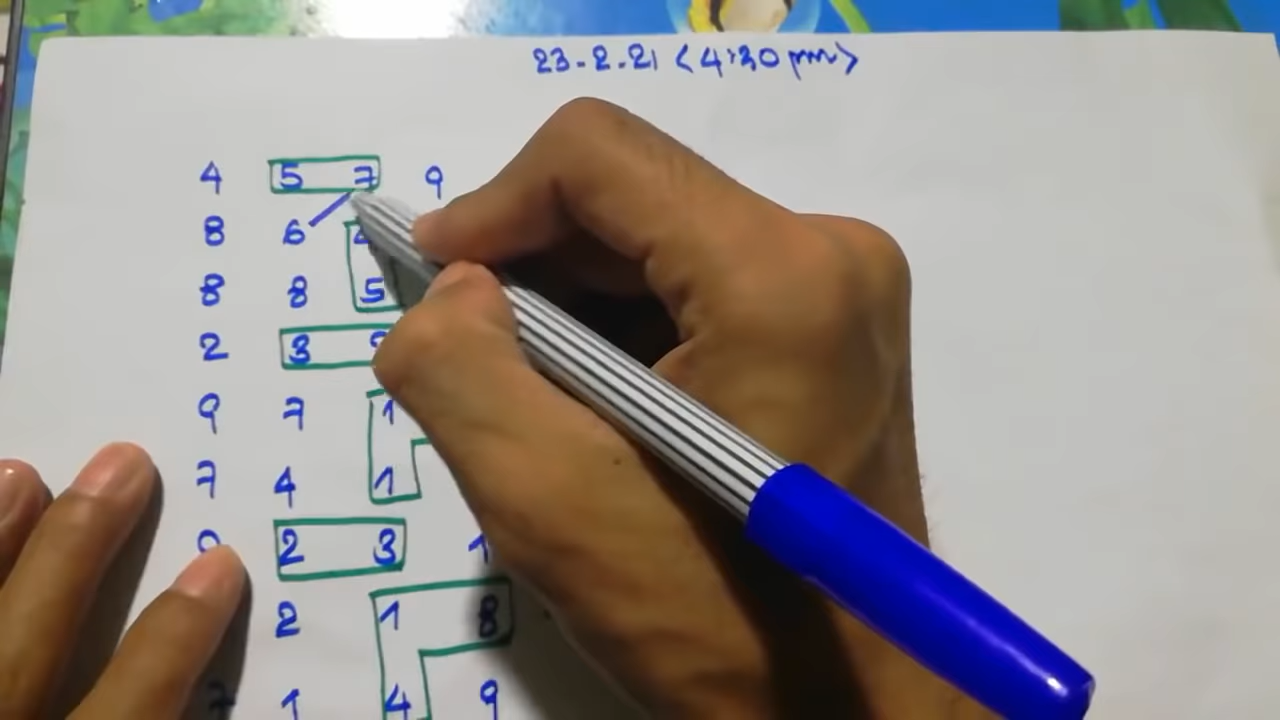 23-2-21 (4:30 pm)
4 5 7 9
8 6
8 8 5
2 3
9 7 1
7 4 1
2 3 1
2 1 8
1 4 9